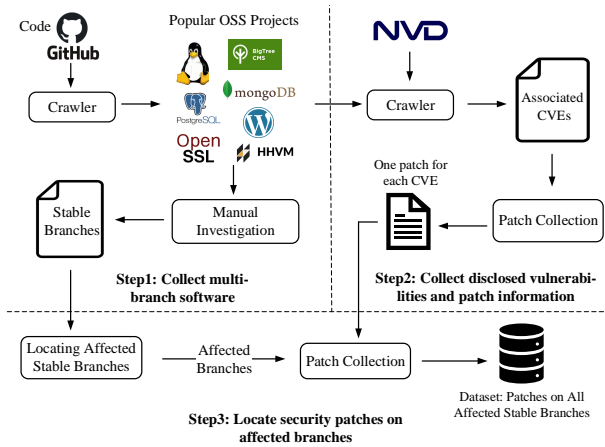 Code
GitHub
Crawler
Popular OSS Projects
BigTree
CMS
mongoDB
PostgreSQL
Open
SSL
HHVM
Stable
Branches
Manual
Investigation
Step1: Collect multi-
branch software
NVD
Crawler
Associated
CVEs
One patch for
each CVE
Patch Collection
Step2: Collect disclosed vulnerab-
ilities and patch information
Locating Affected
Stable Branches
Affected
Branches
Patch Collection
Dataset: Patches on All
Affected Stable Branches
Step3: Locate security patches on
affected branches